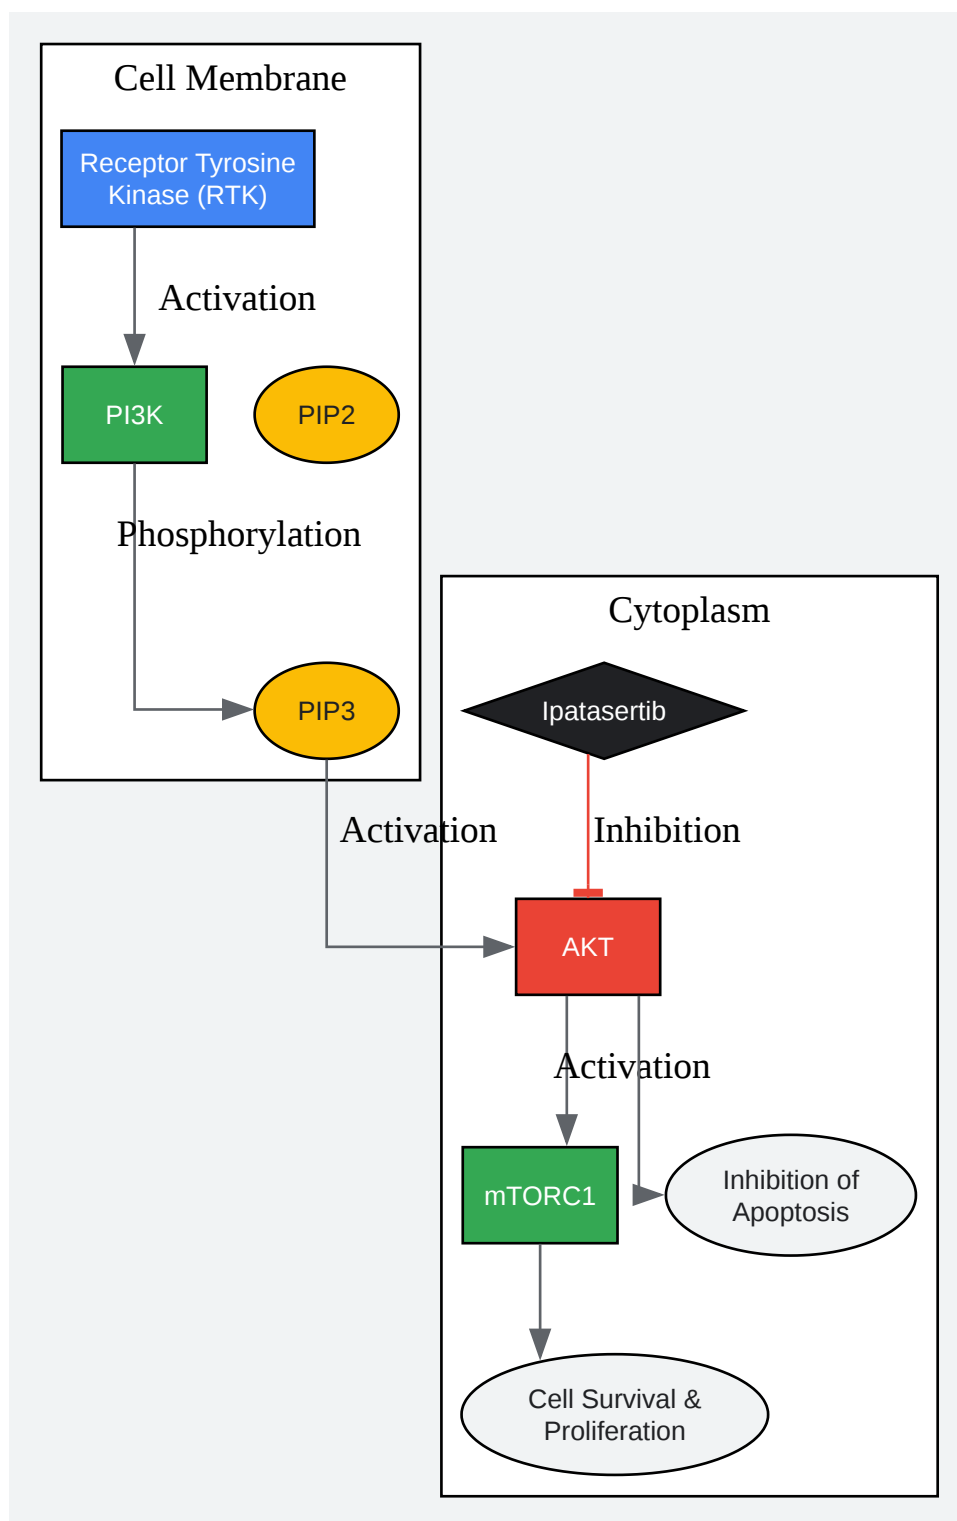 Cell Membrane
Receptor Tyrosine
Kinase (RTK)
Activation
PI3K
PIP2
Phosphorylation
PIP3
Cytoplasm
Ipatasertib
Activation
Inhibition
AKT
Activation
mTORC1
Inhibition of
Apoptosis
Cell Survival &
Proliferation